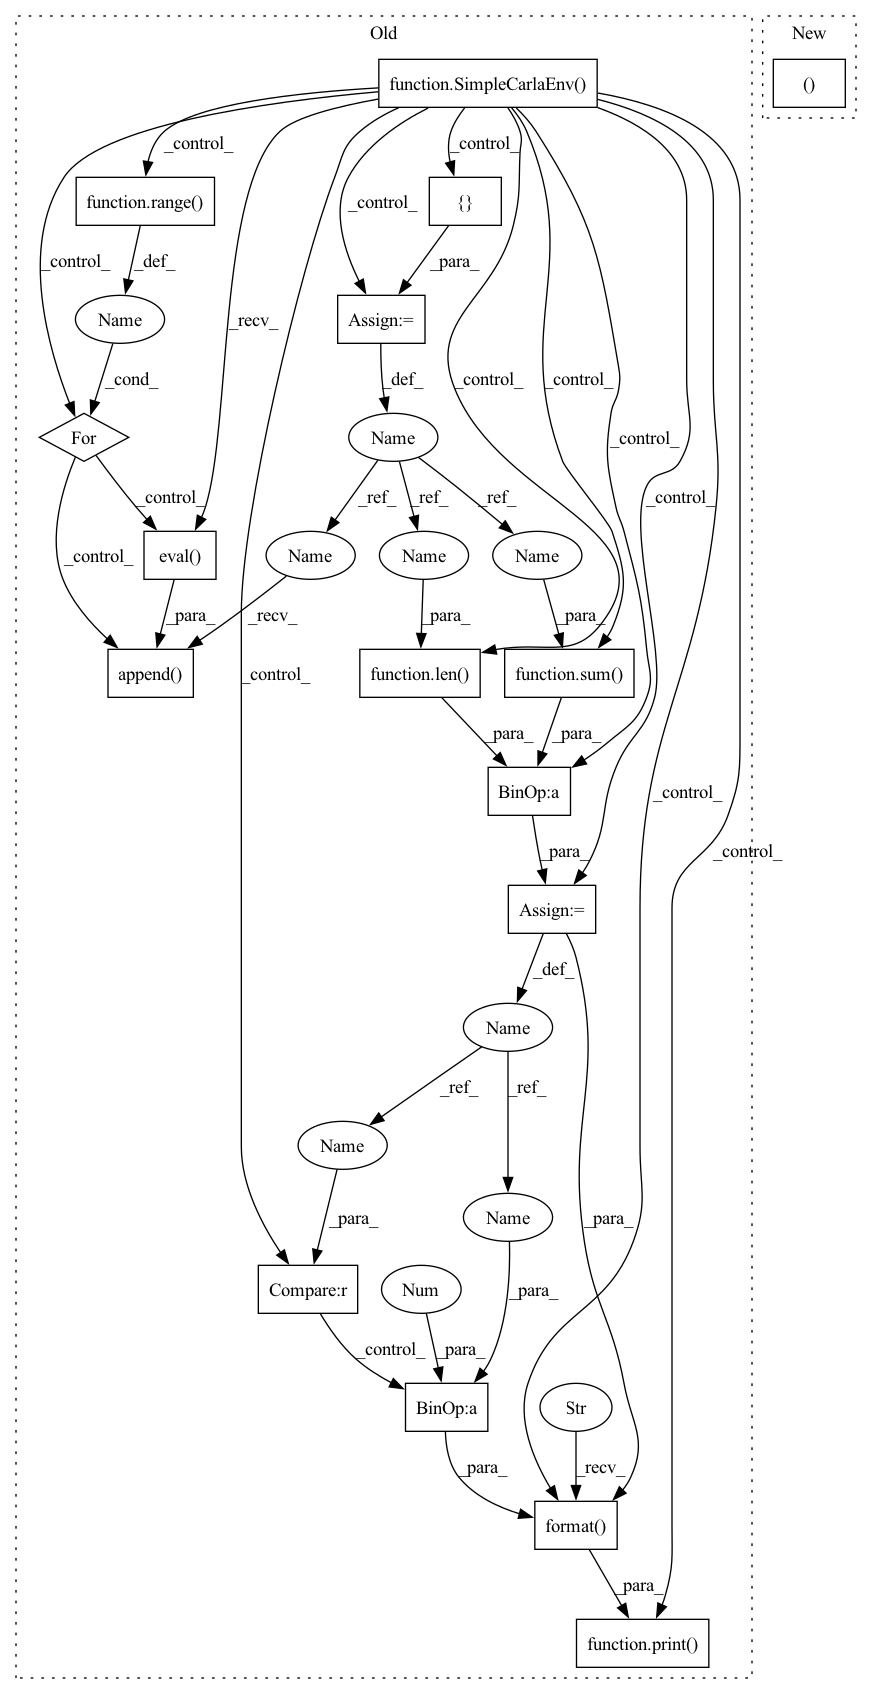 Old
New
function.SimpleCarlaEnv()
()
_control_
_control_
function.range()
{}
_control_
_control_
_def_
_para_
Name
Assign:=
_recv_
_cond_
_def_
_control_
_control_
For
Name
_control_
_control_
_ref_
_ref_
_ref_
_control_
eval()
Name
Name
Name
_control_
_para_
_recv_
_para_
_para_
append()
_control_
function.len()
function.sum()
_para_
_para_
BinOp:a
_control_
_para_
_control_
Assign:=
_def_
Name
_ref_
_ref_
Name
Name
_para_
_para_
Compare:r
Num
_para_
_control_
_para_
BinOp:a
Str
_para_
_recv_
format()
_para_
function.print()